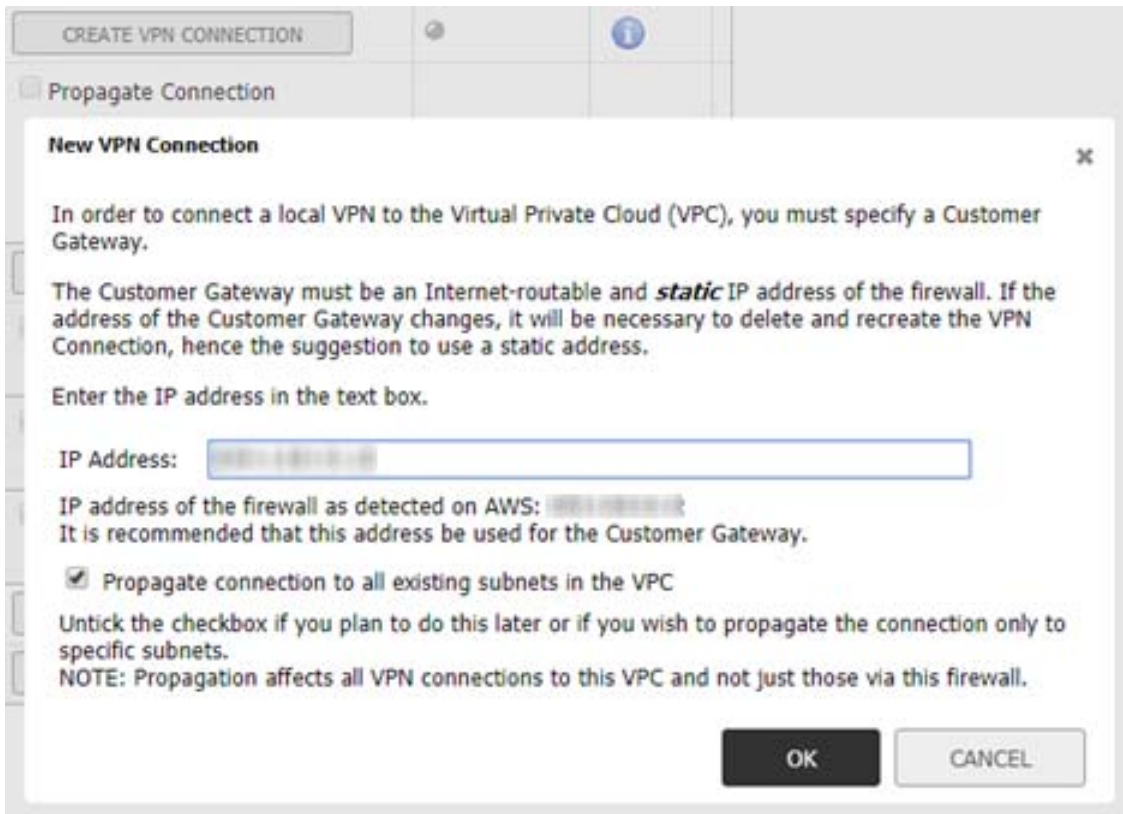 CREATE VPN CONNECTION
Propagate Connection
New VPN Connection
In order to connect a local VPN to the Virtual Private Cloud (VPC), you must specify a Customer
Gateway.
The Customer Gateway must be an Internet-routable and static IP address of the firewall. If the
address of the Customer Gateway changes, it will be necessary to delete and recreate the VPN
Connection, hence the suggestion to use a static address.
Enter the IP address in the text box.
IP Address:
IP address of the firewall as detected on AWS:
It is recommended that this address be used for the Customer Gateway.
Propagate connection to all existing subnets in the VPC
Untick the checkbox if you plan to do this later or if you wish to propagate the connection only to
specific subnets.
NOTE: Propagation affects all VPN connections to this VPC and not just those via this firewall.
OK
CANCEL